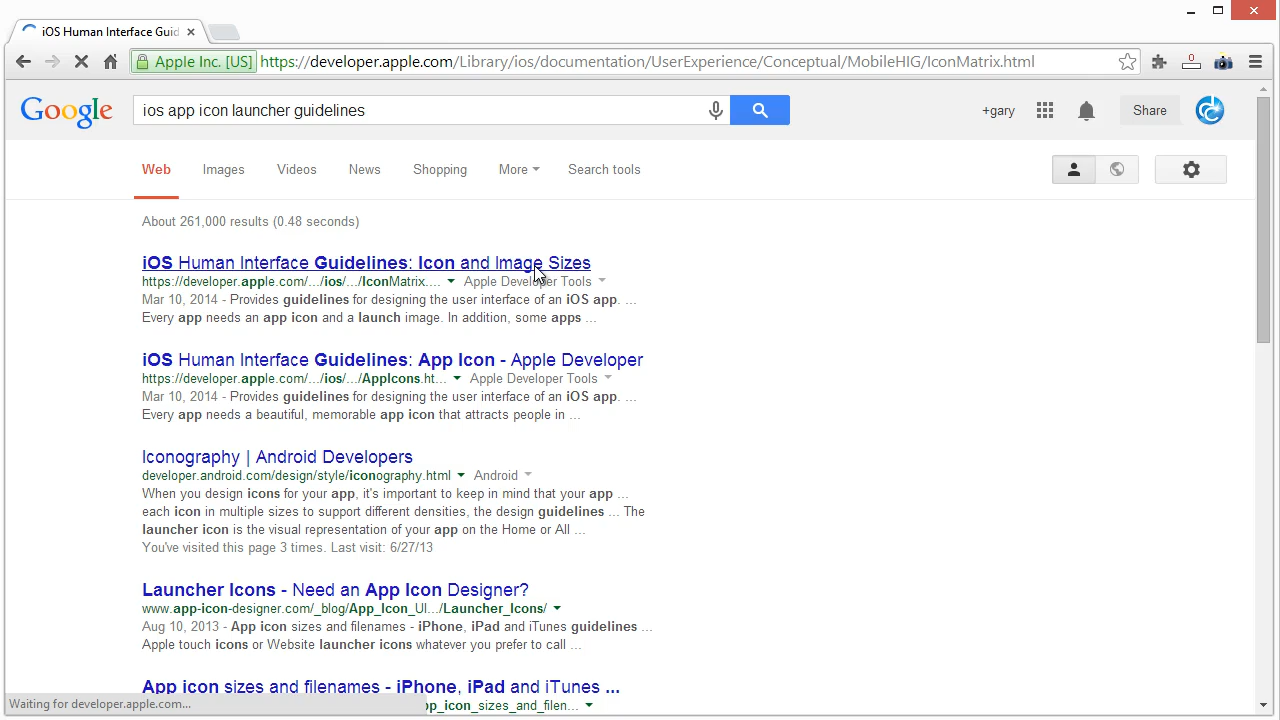 iOS Human Interface Guid
Apple Inc. [US] https://developer.apple.com/Library/ios/documentation/UserExperience/Conceptual/MobileHIG/IconMatrix.html
0
Google ios app icon launcher guidelines +gary Share
Web Images Videos News Shopping More Search tools
About 261,000 results (0.48 seconds)
iOS Human Interface Guidelines: Icon and Image Sizes
https://developer.apple.com/.../ios/.../IconMatrix.... Apple Developer Tools
Mar 10, 2014 - Provides guidelines for designing the user interface of an iOS app. ...
Every app needs an app icon and a launch image. In addition, some apps ...
iOS Human Interface Guidelines: App Icon - Apple Developer
https://developer.apple.com/.../ios/.../AppIcons.ht... Apple Developer Tools
Mar 10, 2014 - Provides guidelines for designing the user interface of an iOS app. ...
Every app needs a beautiful, memorable app icon that attracts people in ...
Iconography | Android Developers
developer.android.com/design/style/iconography.html Android
When you design icons for your app, it's important to keep in mind that your app ...
each icon in multiple sizes to support different densities, the design guidelines ... The
launcher icon is the visual representation of your app on the Home or All ...
You've visited this page 3 times. Last visit: 6/27/13
Launcher Icons - Need an App Icon Designer?
www.app-icon-designer.com/_blog/App_Icon_UI.../Launcher_Icons/
Aug 10, 2013 - App icon sizes and filenames - iPhone, iPad and iTunes guidelines ...
Apple touch icons or Website launcher icons whatever you prefer to call ...
App icon sizes and filenames - iPhone, iPad and iTunes ...
Waiting for developer.apple.com... pp_icon_sizes_and_filen...